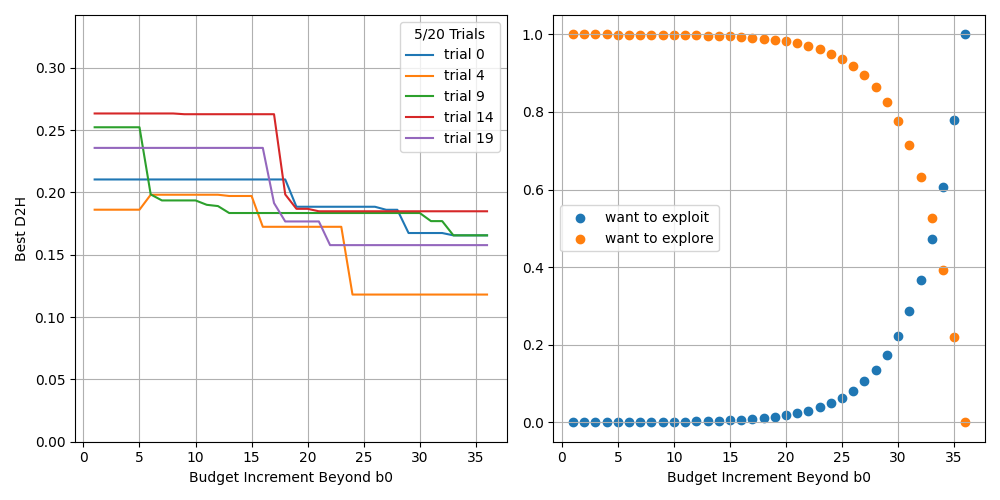 5/20 Trials
trial 0
trial 4
trial 9
trial 14
trial 19
0.30
0.25
0.20
0.15
0.10
0.05
0.00
Best D2H
0 5 10 15 20 25 30 35
Budget Increment Beyond b0
1.0
0.8
0.6
0.4
0.2
0.0
want to exploit
want to explore
0 5 10 15 20 25 30 35
Budget Increment Beyond b0